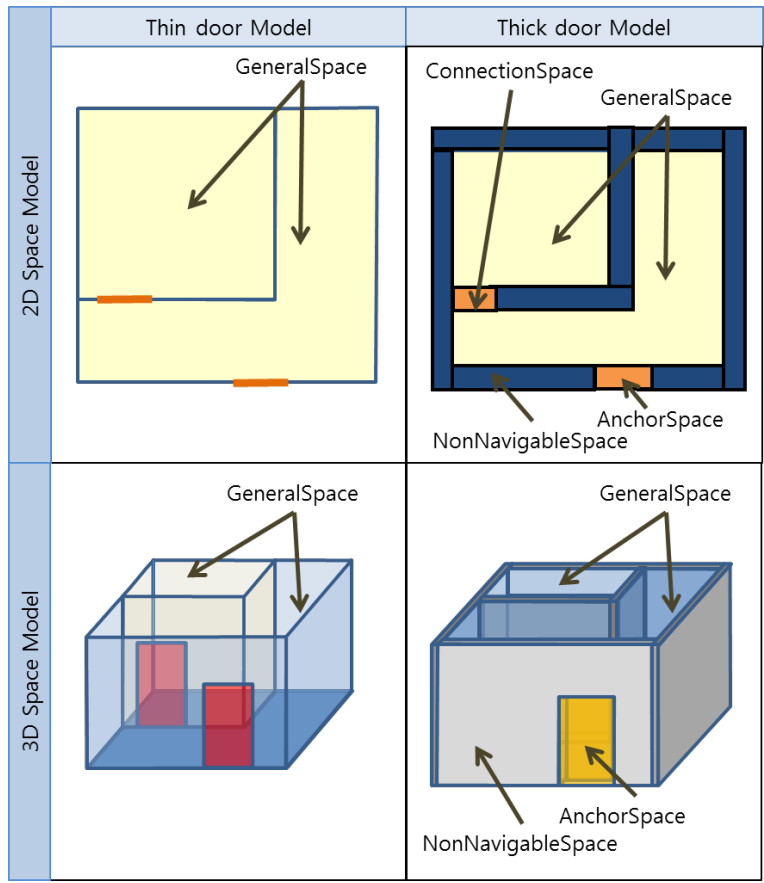 Thin door Model
Thick door Model
2D Space Model
GeneralSpace
ConnectionSpace
GeneralSpace
AnchorSpace
NonNavigableSpace
3D Space Model
GeneralSpace
GeneralSpace
AnchorSpace
NonNavigableSpace